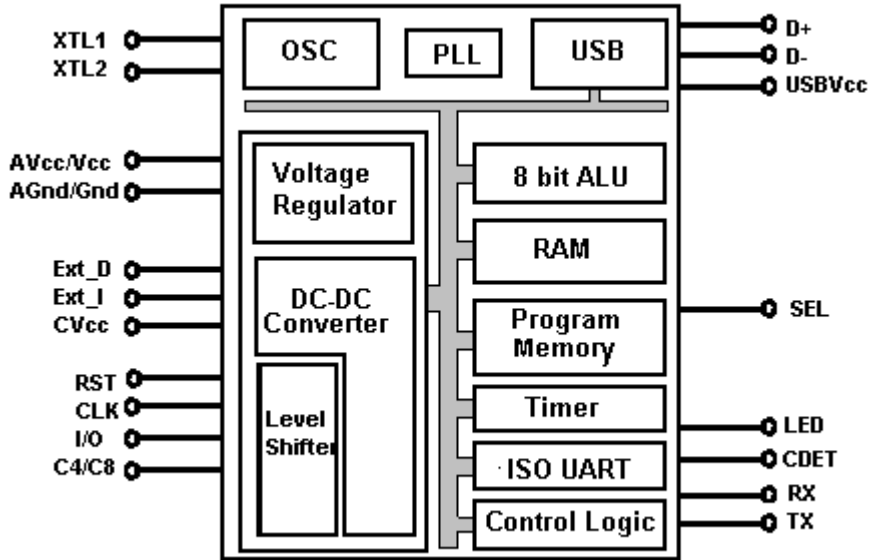 XTL1
XTL2
AVcc/Vcc
AGnd/Gnd
Ext_D
Ext_I
CVcc
RST
CLK
I/O
C4/C8
OSC
PLL
USB
Voltage
Regulator
DC-DC
Converter
Level
Shifter
8 bit ALU
RAM
Program
Memory
Timer
ISO UART
Control Logic
D+
D-
USBVcc
SEL
LED
CDET
RX
TX